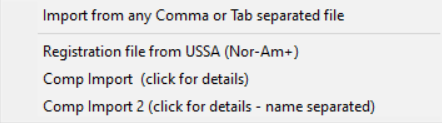 Import from any Comma or Tab separated file
Registration file from USSA (Nor-Am+)
Comp Import  (click for details)
Comp Import 2 (click for details - name separated)